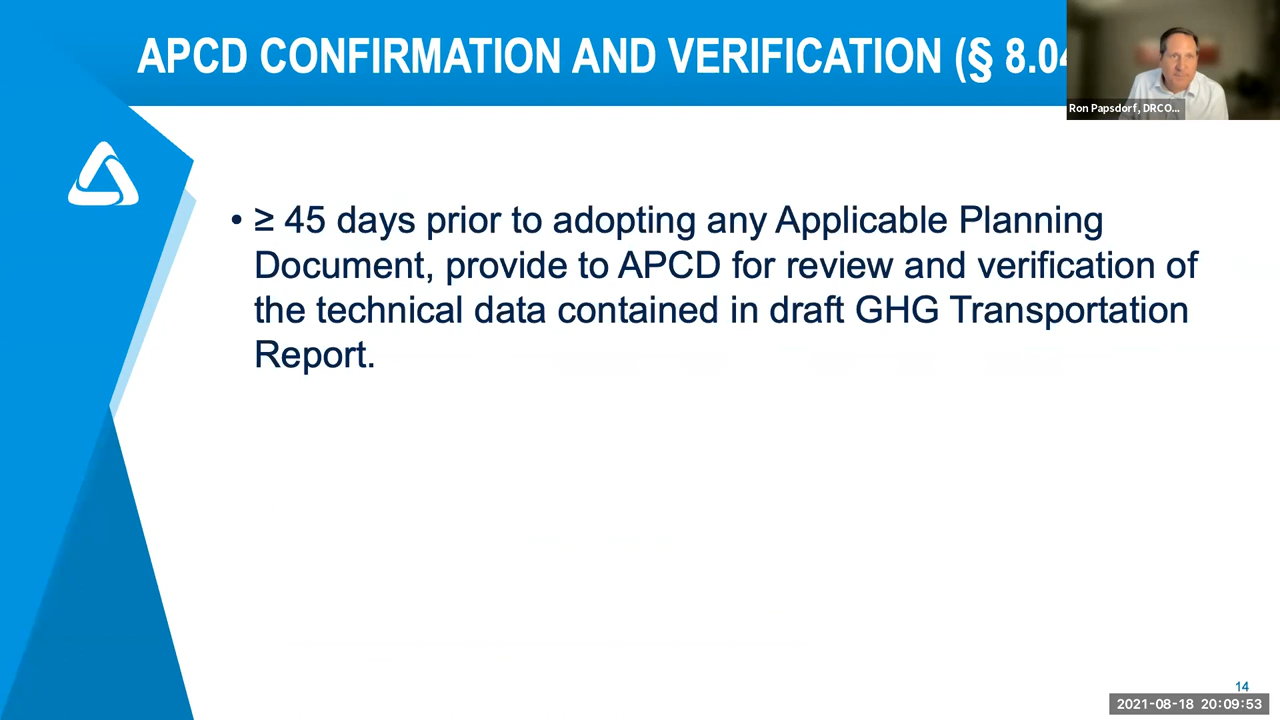 APCD CONFIRMATION AND VERIFICATION (§ 8.04
Ron Papsdorf, DRCO...
• ≥ 45 days prior to adopting any Applicable Planning
Document, provide to APCD for review and verification of
the technical data contained in draft GHG Transportation
Report.
14
2021-08-18 20:09:53